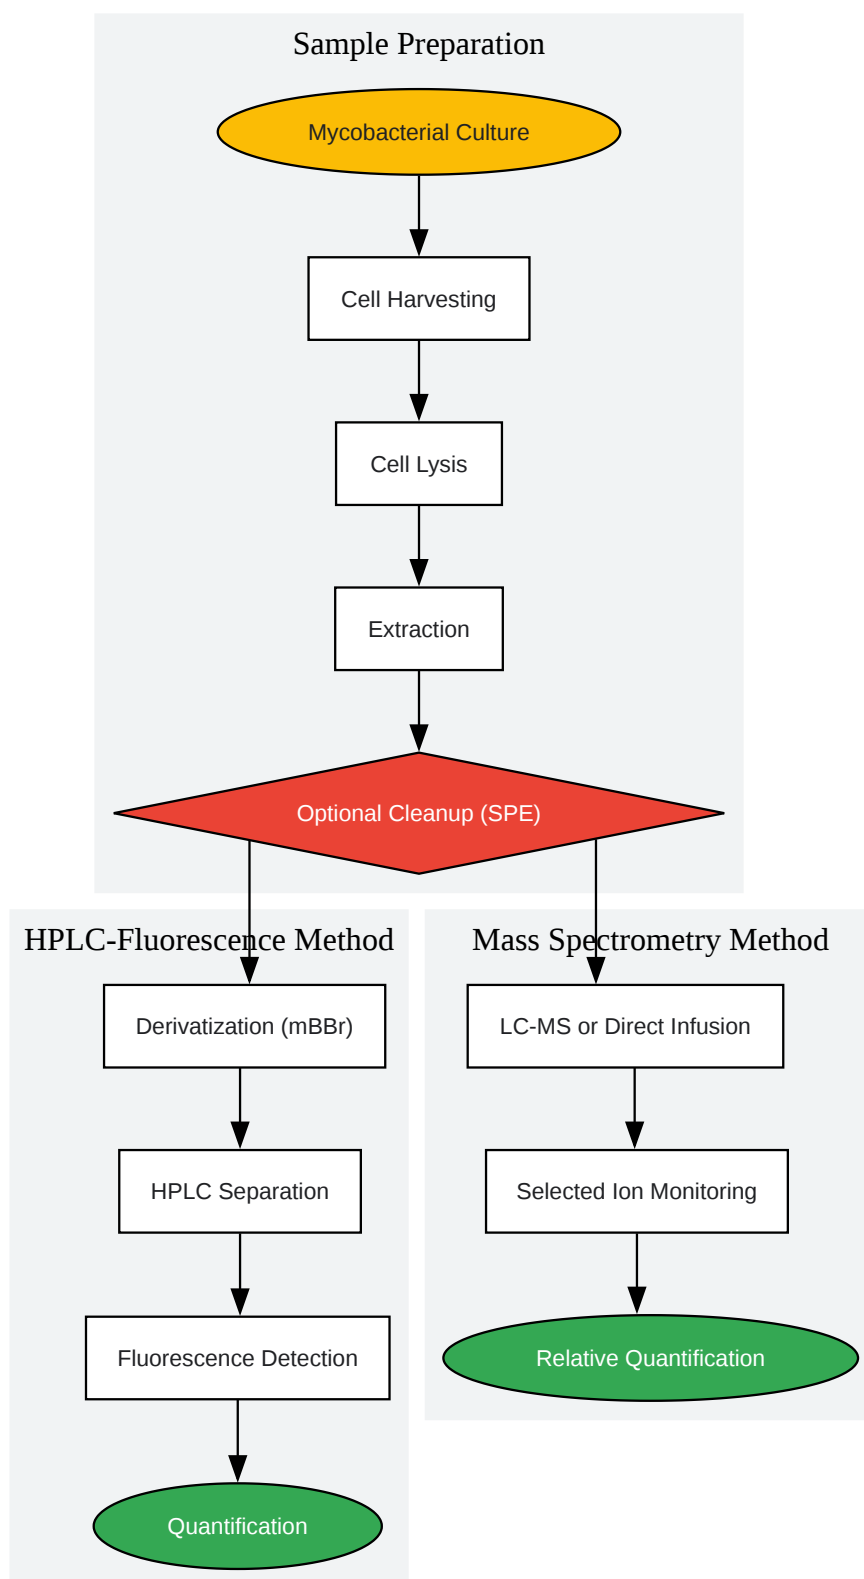 Sample Preparation
Mycobacterial Culture
Cell Harvesting
Cell Lysis
Extraction
Optional Cleanup (SPE)
HPLC-Fluorescence Method
Derivatization (mBBr)
HPLC Separation
Fluorescence Detection
Quantification
Mass Spectrometry Method
LC-MS or Direct Infusion
Selected Ion Monitoring
Relative Quantification